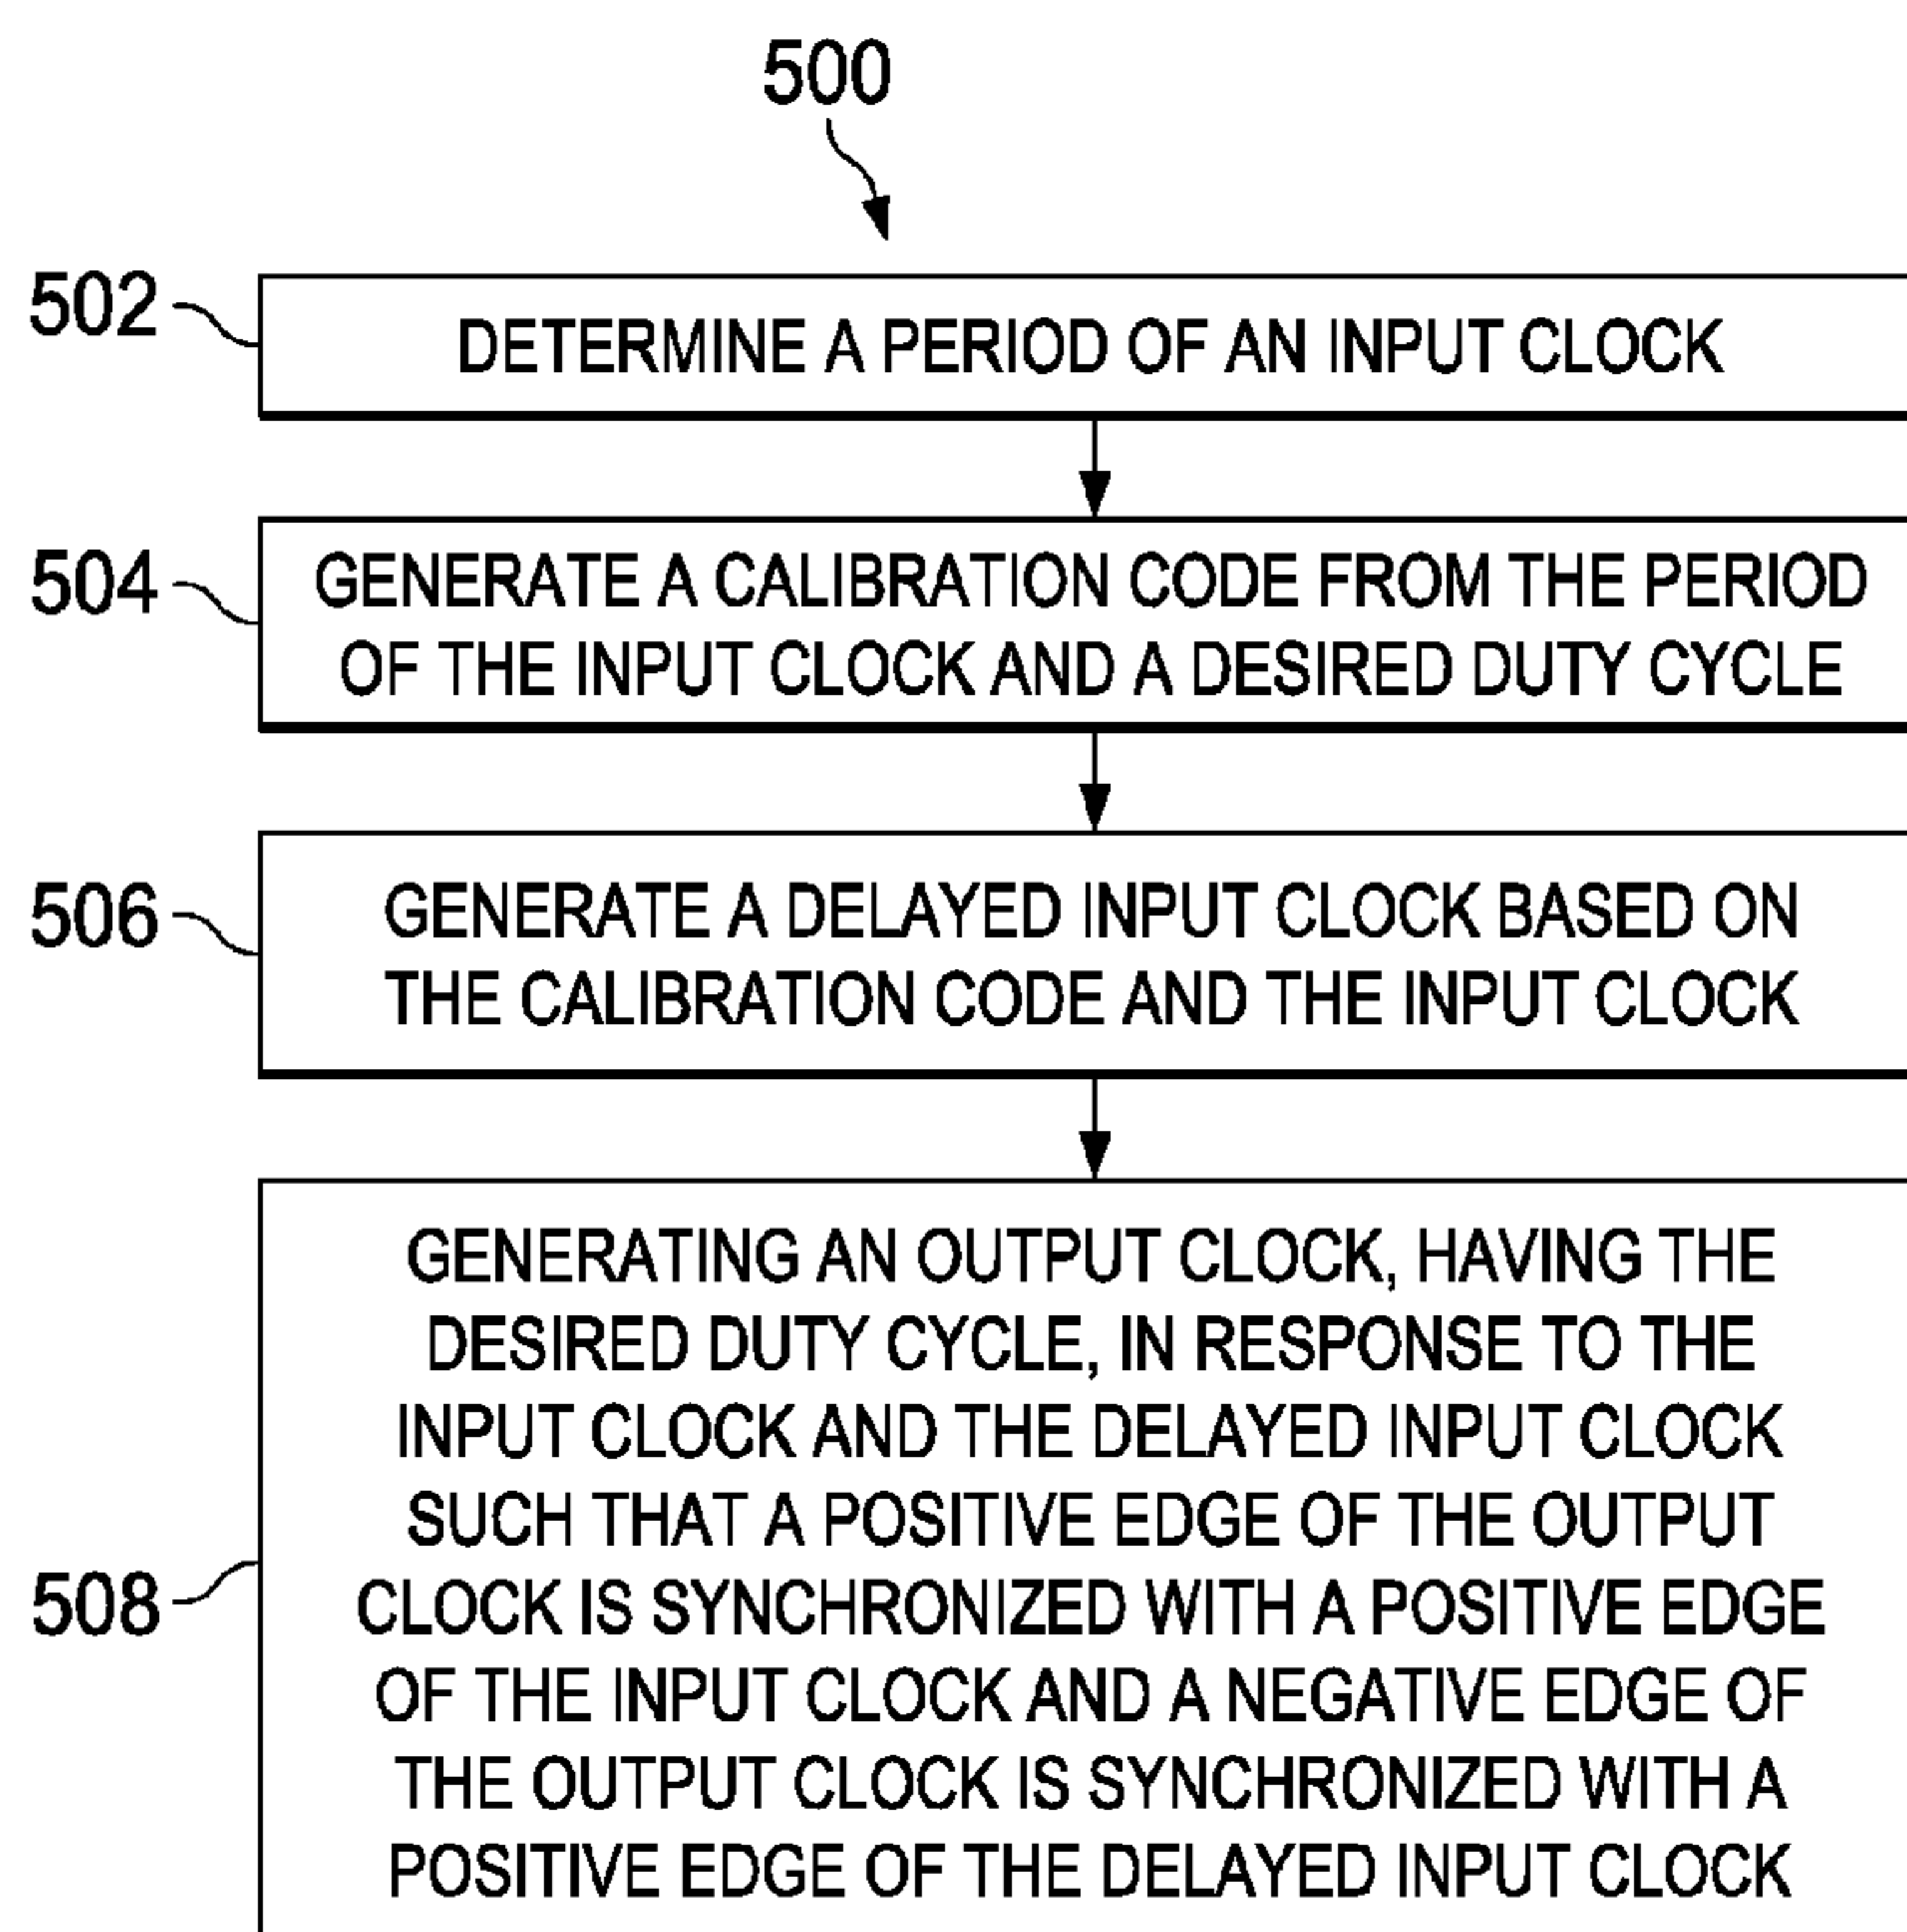 500
502
DETERMINE A PERIOD OF AN INPUT CLOCK
504
GENERATE A CALIBRATION CODE FROM THE PERIOD
OF THE INPUT CLOCK AND A DESIRED DUTY CYCLE
506
GENERATE A DELAYED INPUT CLOCK BASED ON
THE CALIBRATION CODE AND THE INPUT CLOCK
508
GENERATING AN OUTPUT CLOCK, HAVING THE
DESIRED DUTY CYCLE, IN RESPONSE TO THE
INPUT CLOCK AND THE DELAYED INPUT CLOCK
SUCH THAT A POSITIVE EDGE OF THE OUTPUT
CLOCK IS SYNCHRONIZED WITH A POSITIVE EDGE
OF THE INPUT CLOCK AND A NEGATIVE EDGE OF
THE OUTPUT CLOCK IS SYNCHRONIZED WITH A
POSITIVE EDGE OF THE DELAYED INPUT CLOCK